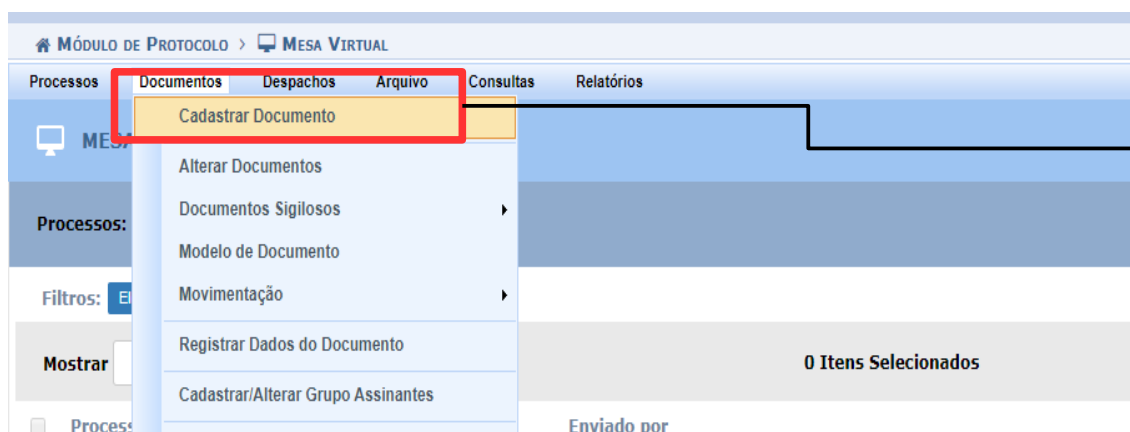 Módulo de Protocolo > Mesa Virtual
Processos Documentos Despachos Arquivo Consultas Relatórios
Cadastrar Documento
Alterar Documentos
Processos:
Documentos Sigilosos
Modelo de Documento
Filtros:
Movimentação
Registrar Dados do Documento
Mostrar
0 Itens Selecionados
Cadastrar/Alterar Grupo Assinantes
Enviado por